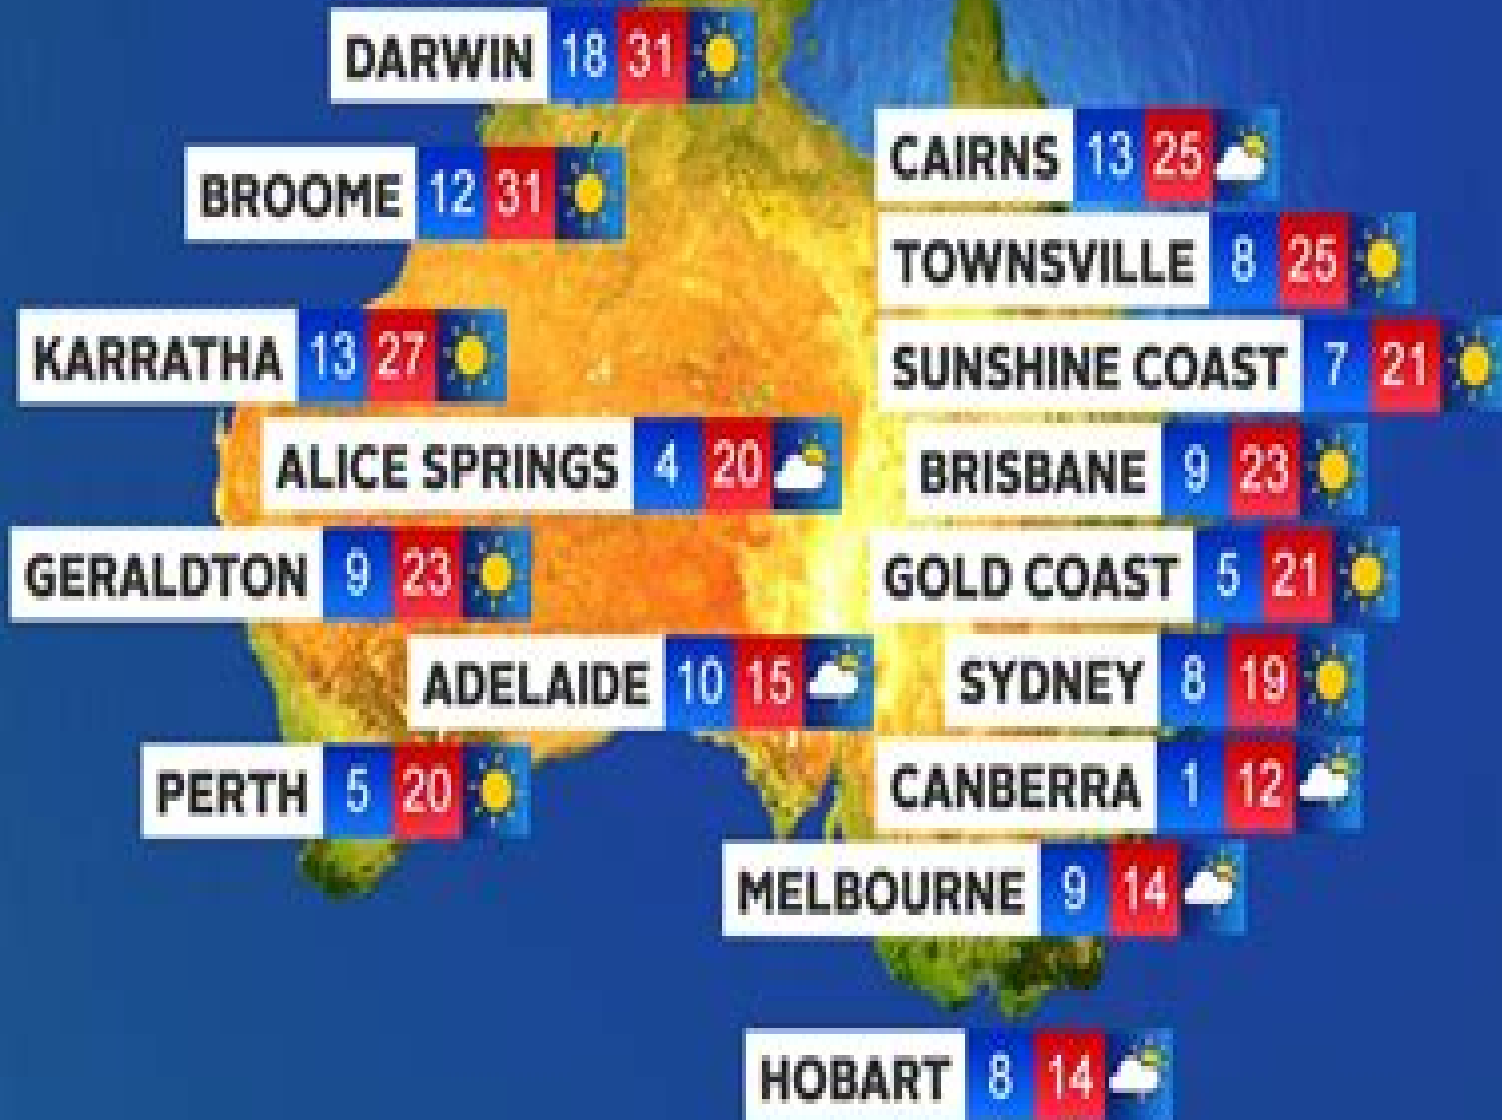 DARWIN 18 31
CAIRNS 13 25
BROOME 12 31
TOWNSVILLE 8 25
KARRATHA 13 27
SUNSHINE COAST 7 21
ALICE SPRINGS 4 20
BRISBANE 9 23
GERALDTON 9 23
GOLD COAST 5 21
ADELAIDE 10 15
SYDNEY 8 19
PERTH 5 20
CANBERRA 1 12
MELBOURNE 9 14
HOBART 8 14